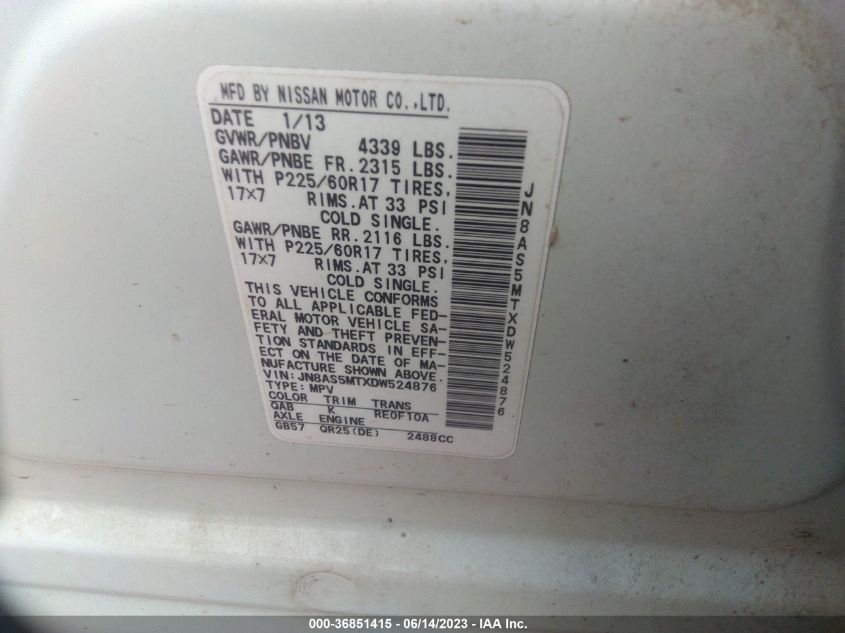 MFD BY NISSAN MOTOR CO.,LTD.
DATE 1/13
GVWR/PNBV 4339 LBS.
GAWR/PNBE FR. 2315 LBS.
WITH P225/60R17 TIRES,
17×7 RIMS.AT 33 PSI
COLD SINGLE.
GAWR/PNBE RR. 2116 LBS.
WITH P225/60R17 TIRES,
17×7 RIMS.AT 33 PSI
COLD SINGLE.
THIS VEHICLE CONFORMS
TO ALL APPLICABLE FED-
ERAL MOTOR VEHICLE SA-
FETY AND THEFT PREVEN-
TION STANDARDS IN EFF-
ECT ON THE DATE OF MA-
NUFACTURE SHOWN ABOVE.
VIN: JN8AS5MTXDW524876
TYPE: MPV
COLOR TRIM TRANS
QAB K RE0F10A
AXLE ENGINE
GB57 QR25(DE) 2488CC
JN8AS5MTXDW524876
000-36851415 - 06/14/2023 - IAA Inc.